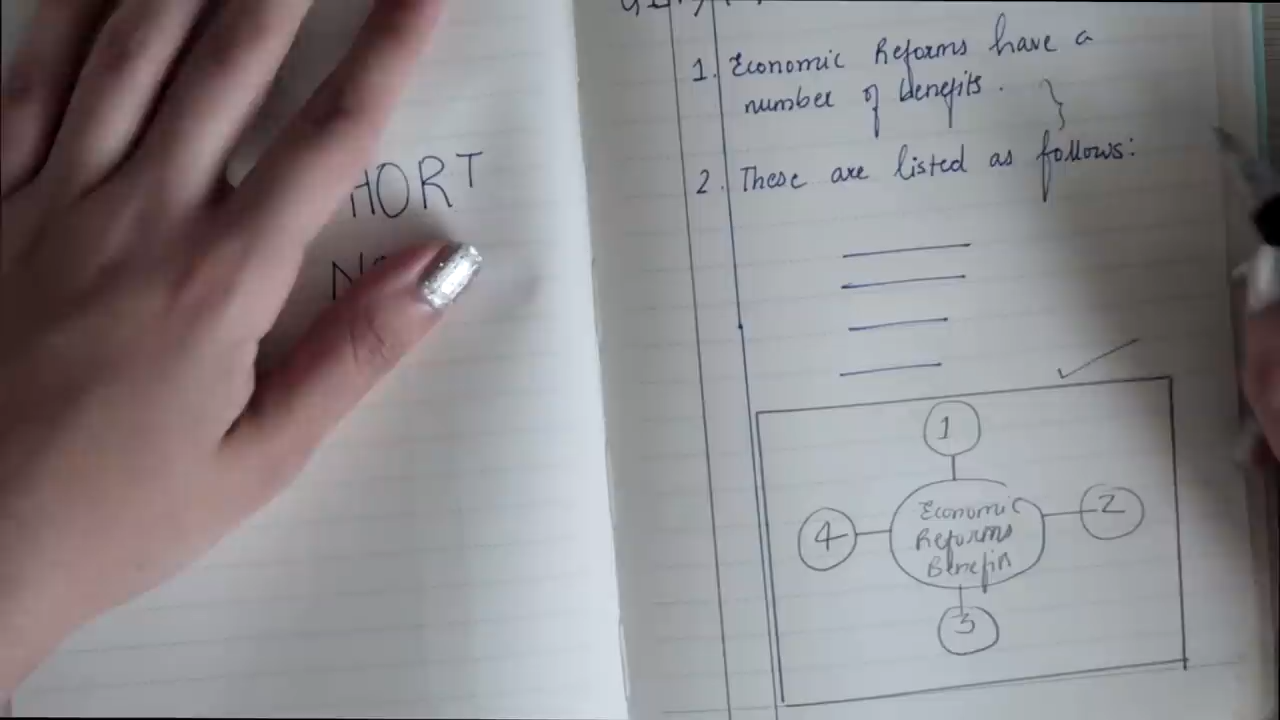 HORT
1. Economic Reforms have a
number of benefits.
2. These are listed as follows:
1
2
3
4
Economic
Reforms
Benefits